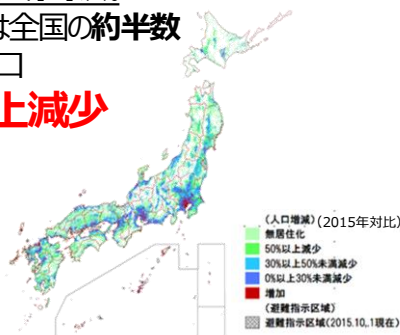 は全国の約半数
口
上減少
(人口増減) (2015年対比)
無居住化
50%以上減少
30%以上50%未満減少
0%以上30%未満減少
増加
(避難指示区域)
避難指示区域(2015.10.1現在)